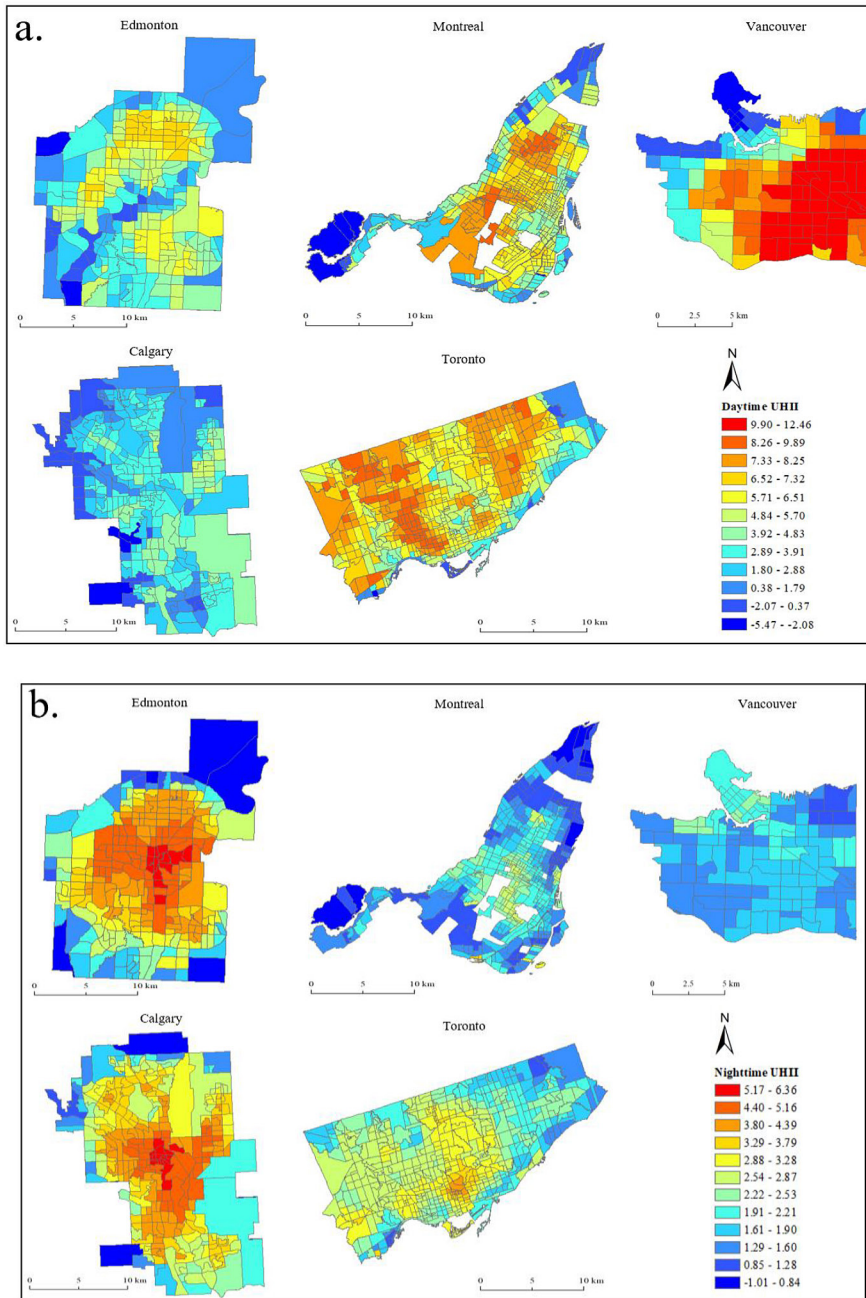 a.
Edmonton
Montreal
Vancouver
0 5 10 km
0 5 10 km
0 2.5 5 km
Calgary
Toronto
N
Daytime UHII
9.90 - 12.46
8.26 - 9.89
7.33 - 8.25
6.52 - 7.32
5.71 - 6.51
4.84 - 5.70
3.92 - 4.83
2.89 - 3.91
1.80 - 2.88
0.38 - 1.79
-2.07 - 0.37
-5.47 - -2.08
0 5 10 km
0 5 10 km
b.
Edmonton
Montreal
Vancouver
0 5 10 km
0 5 10 km
0 2.5 5 km
Calgary
Toronto
N
Nighttime UHII
5.17 - 6.36
4.40 - 5.16
3.80 - 4.39
3.29 - 3.79
2.88 - 3.28
2.54 - 2.87
2.22 - 2.53
1.91 - 2.21
1.61 - 1.90
1.29 - 1.60
0.85 - 1.28
-1.01 - 0.84
0 5 10 km
0 5 10 km